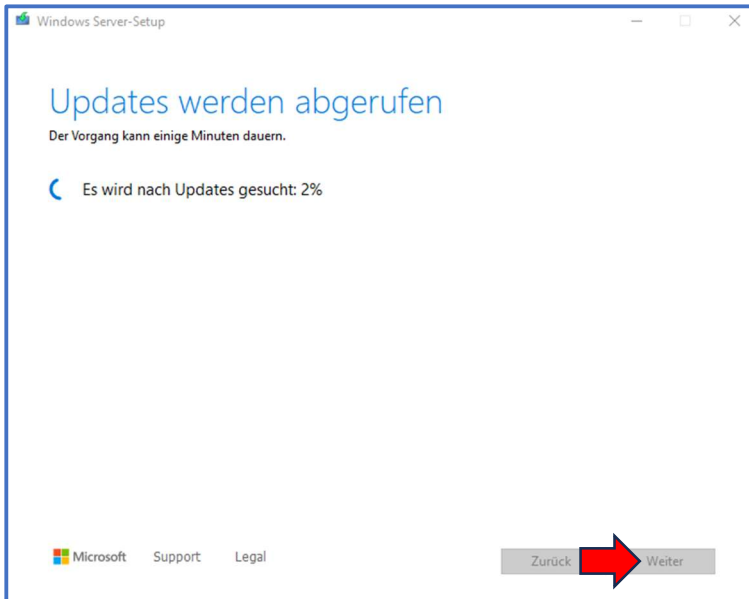 Windows Server-Setup
Updates werden abgerufen
Der Vorgang kann einige Minuten dauern.
Es wird nach Updates gesucht: 2%
Microsoft Support Legal
Zurück Weiter